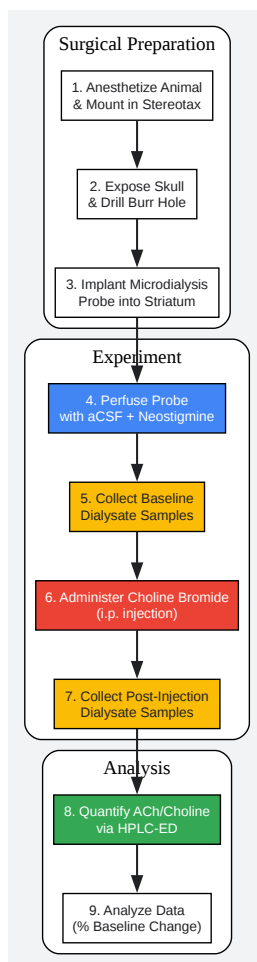 Surgical Preparation
1. Anesthetize Animal
& Mount in Stereotax
2. Expose Skull
& Drill Burr Hole
3. Implant Microdialysis
Probe into Striatum
Experiment
4. Perfuse Probe
with aCSF + Neostigmine
5. Collect Baseline
Dialysate Samples
6. Administer Choline Bromide
(i.p. injection)
7. Collect Post-Injection
Dialysate Samples
Analysis
8. Quantify ACh/Choline
via HPLC-ED
9. Analyze Data
(% Baseline Change)